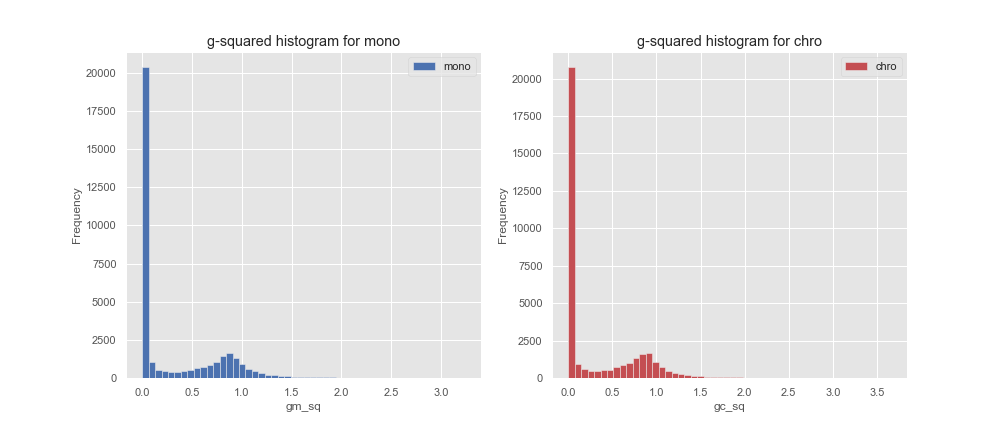 g-squared histogram for mono
mono
20000
17500
15000
12500
10000
7500
5000
2500
0
Frequency
0.0 0.5 1.0 1.5 2.0 2.5 3.0
gm_sq
g-squared histogram for chro
chro
20000
17500
15000
12500
10000
7500
5000
2500
0
Frequency
0.0 0.5 1.0 1.5 2.0 2.5 3.0 3.5
gc_sq